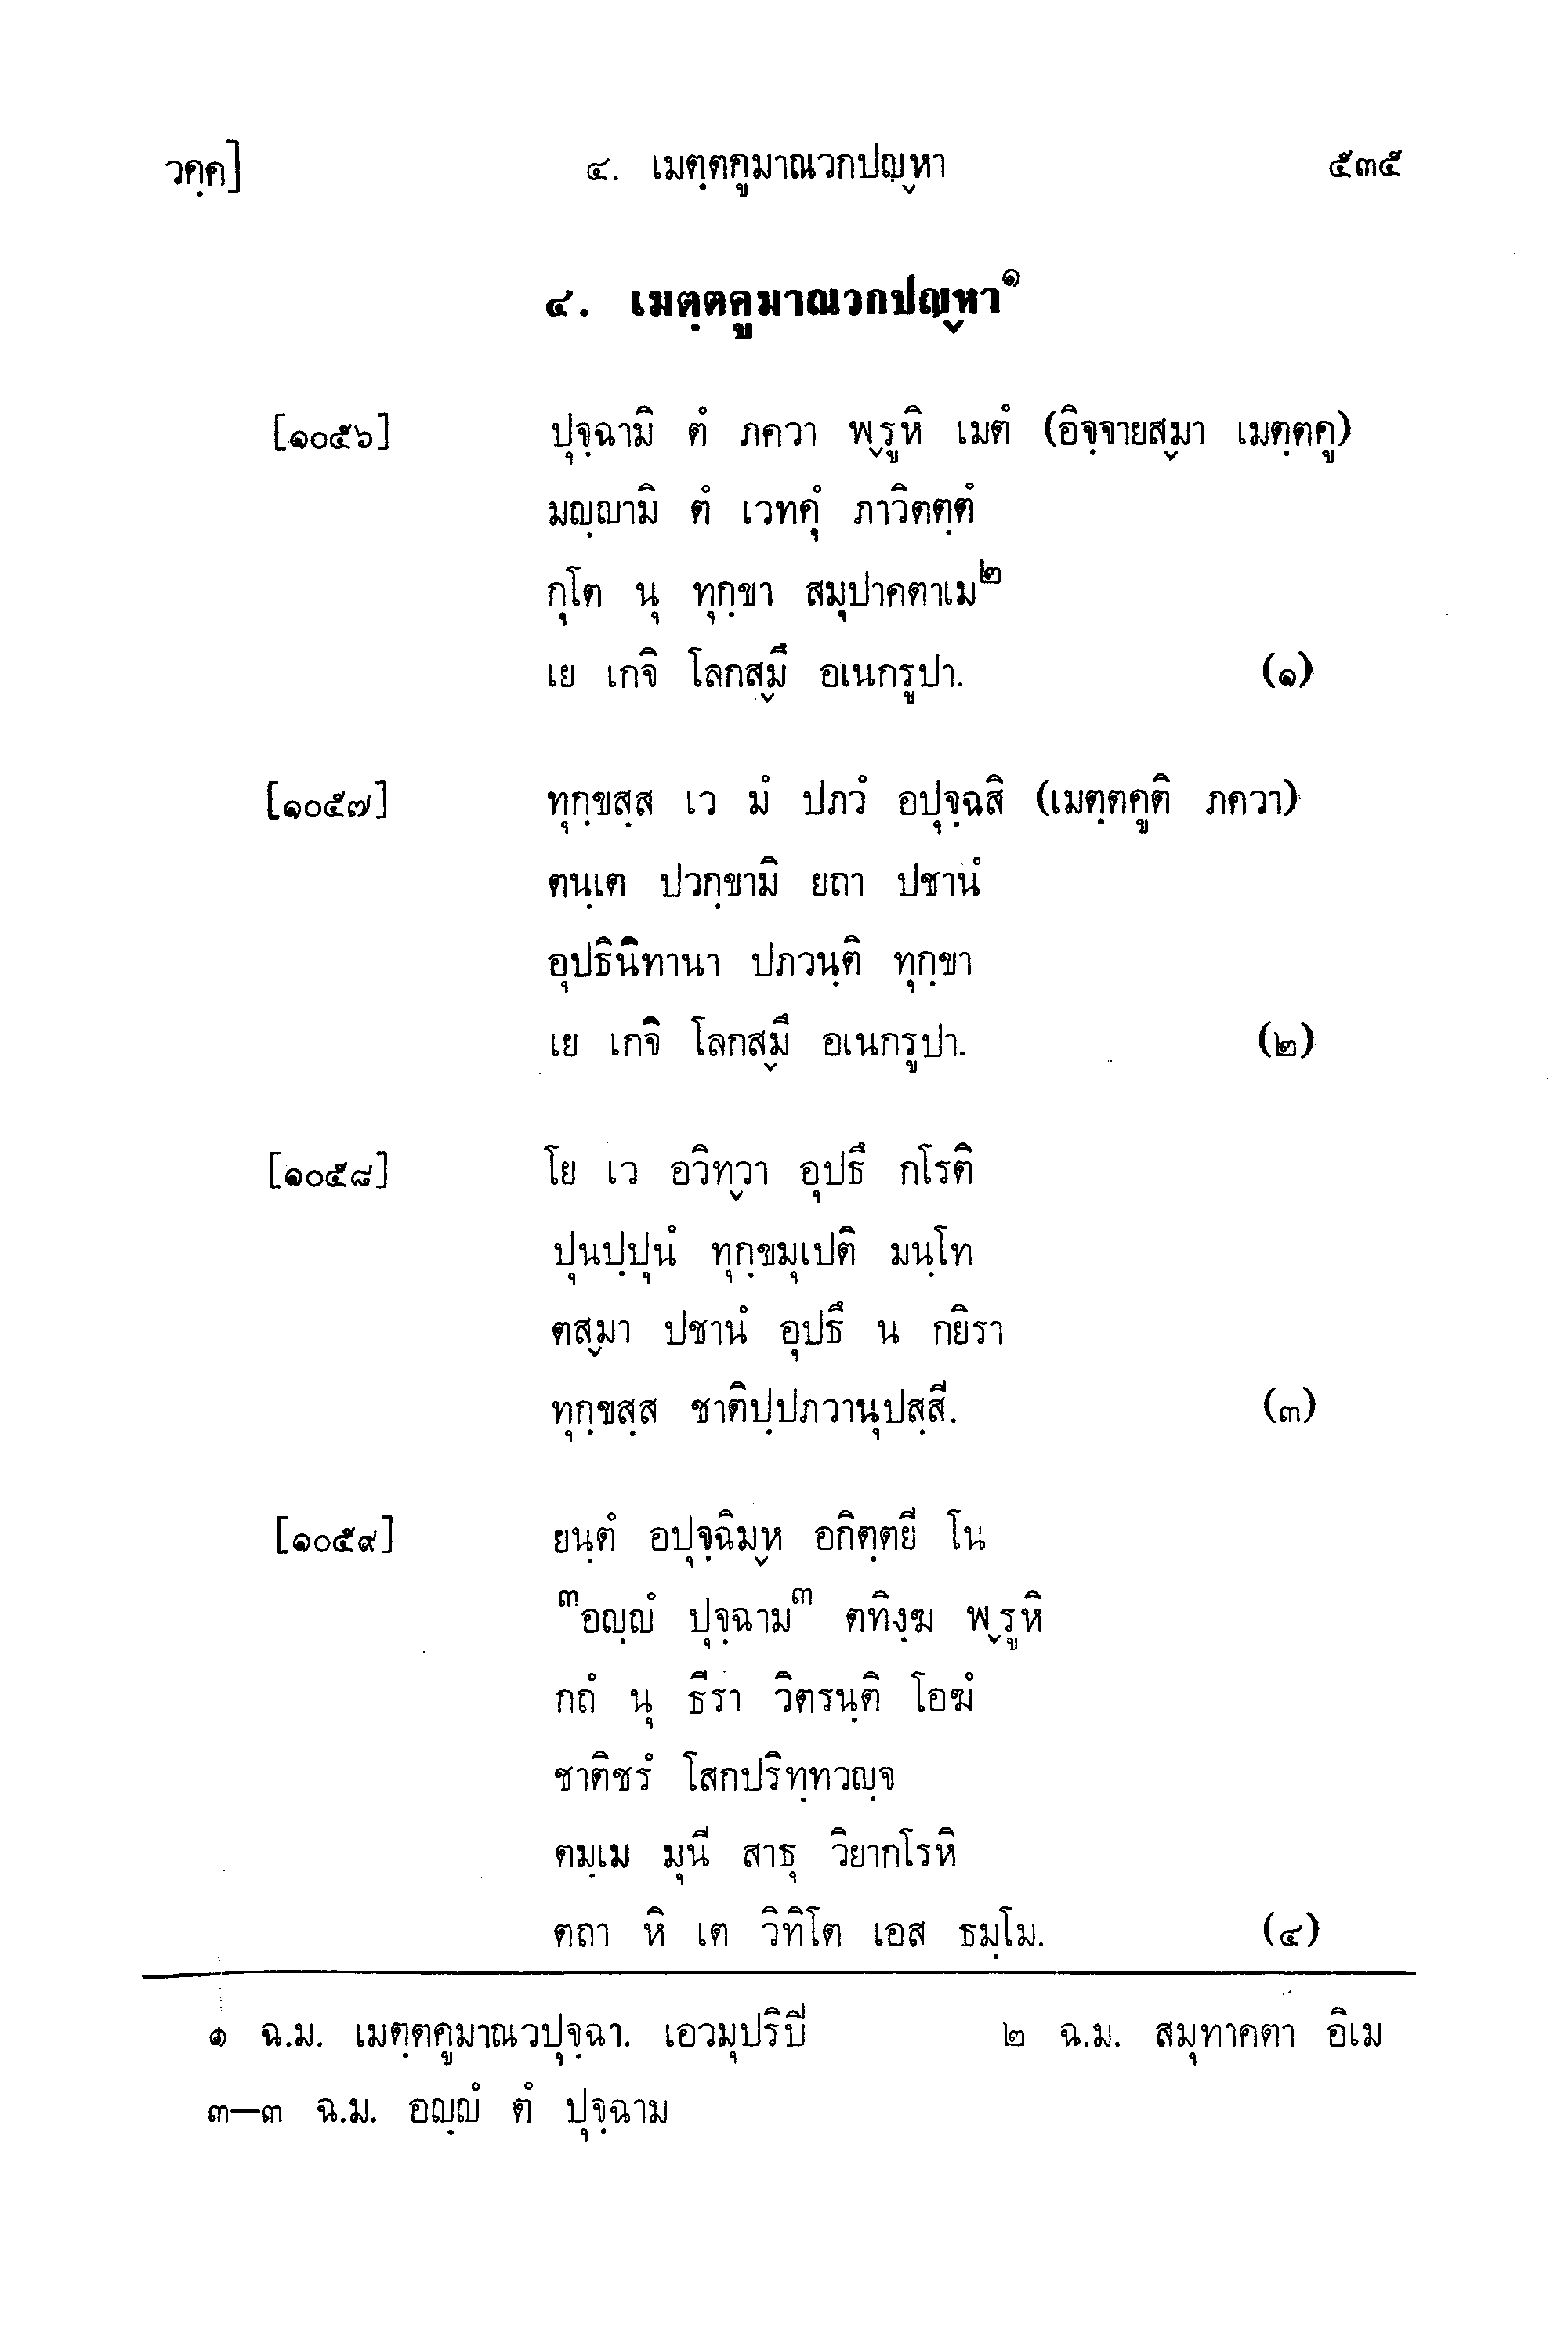 วคฺค] ๔. เมตฺตคูมาณวกปญฺหา ๕๓๕
๔. เมตฺตคูมาณวกปญฺหา๑
[๑๐๕๖] ปุจฺฉามิ ตํ ภควา พฺรูหิ เมตํ (อิจฺจายสฺมา เมตฺตคู)
มญฺญามิ ตํ เวทคุํ ภาวิตตฺตํ
กุโต นุ ทุกฺขา สมุปาคตาเม๒
เย เกจิ โลกสฺมึ อเนกรูปา. (๑)
[๑๐๕๗] ทุกฺขสฺส เว มํ ปภวํ อปุจฺฉสิ (เมตฺตคูติ ภควา)
ตนฺเต ปวกฺขามิ ยถา ปชานํ
อุปธินิทานา ปภวนฺติ ทุกฺขา
เย เกจิ โลกสฺมึ อเนกรูปา. (๒)
[๑๐๕๘] โย เว อวิทฺวา อุปธึ กโรติ
ปุนปฺปุนํ ทุกฺขมุเปติ มนฺโท
ตสฺมา ปชานํ อุปธึ น กยิรา
ทุกฺขสฺส ชาติปฺปภวานุปสฺสี. (๓)
[๑๐๕๙] ยนฺตํ อปุจฺฉิมฺห อกิตฺตยี โน
๓อญฺญํ ปุจฺฉาม๓ ตทิงฺฆ พฺรูหิ
กถํ นุ ธีรา วิตรนฺติ โอฆํ
ชาติชรํ โสกปริทฺทวญฺจ
ตมฺเม มุนี สาธุ วิยากโรหิ
ตถา หิ เต วิทิโต เอส ธมฺโม. (๔)
๑ ฉ.ม. เมตฺตคูมาณวปุจฺฉา. เอวมุปริปี ๒ ฉ.ม. สมุทาคตา อิเม
๓—๓ ฉ.ม. อญฺญํ ตํ ปุจฺฉาม